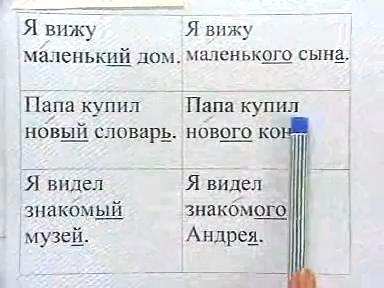 Я вижу
маленький дом.
Я вижу
маленького сына.
Папа купил
новый словарь.
Папа купил
нового
Я видел
знакомый
музей.
Я видел
знакомого
Андрея.